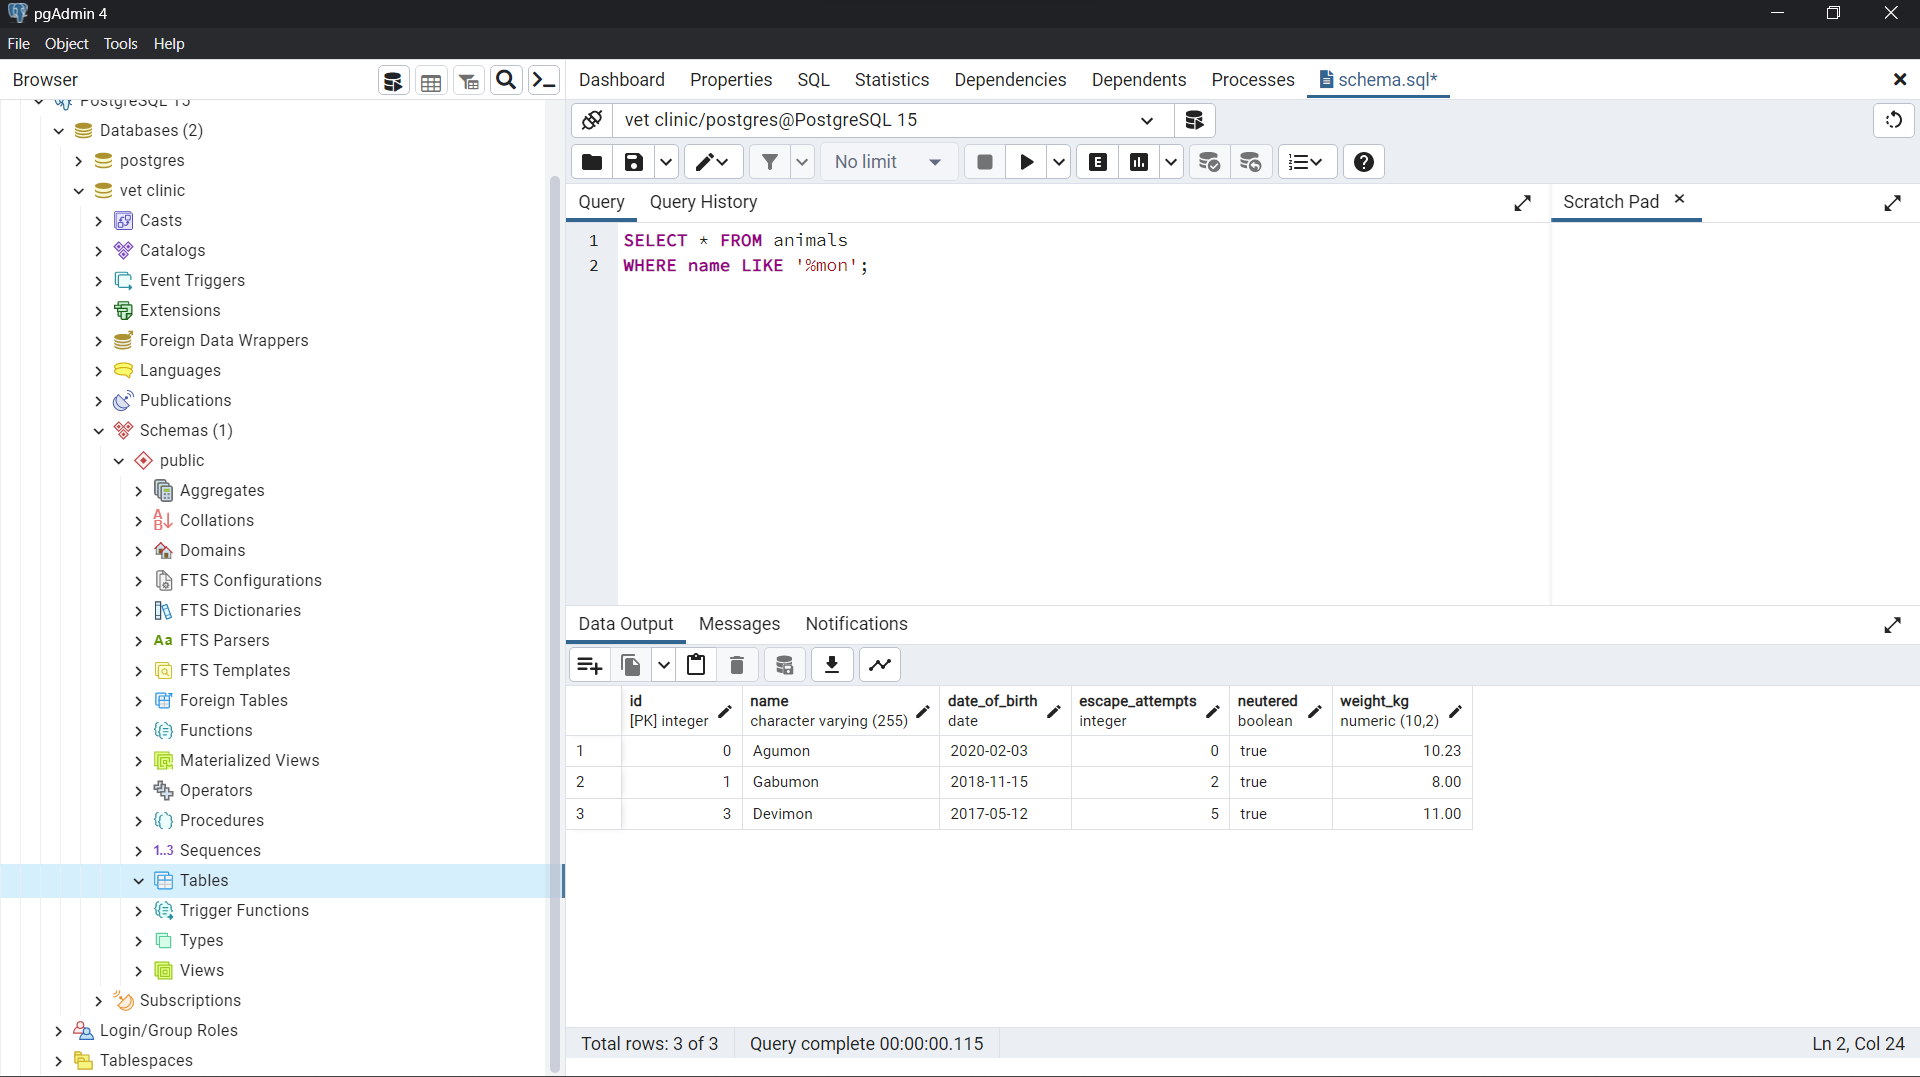 pgAdmin 4
File Object Tools Help
Browser
Dashboard Properties SQL Statistics Dependencies Dependents Processes schema.sql*
PostgreSQL 15
Databases (2)
postgres
vet clinic
Casts
Catalogs
Event Triggers
Extensions
Foreign Data Wrappers
Languages
Publications
Schemas (1)
public
Aggregates
Collations
Domains
FTS Configurations
FTS Dictionaries
Aa FTS Parsers
FTS Templates
Foreign Tables
Functions
Materialized Views
Operators
Procedures
1..3 Sequences
Tables
Trigger Functions
Types
Views
Subscriptions
Login/Group Roles
Tablespaces
vet clinic/postgres@PostgreSQL 15
No limit
E
Query Query History
Scratch Pad
1 SELECT * FROM animals
2 WHERE name LIKE '%mon';
Data Output Messages Notifications
id name date_of_birth escape_attempts neutered weight_kg
[PK] integer character varying (255) date integer boolean numeric (10,2)
1 0 Agumon 2020-02-03 0 true 10.23
2 1 Gabumon 2018-11-15 2 true 8.00
3 3 Devimon 2017-05-12 5 true 11.00
Total rows: 3 of 3 Query complete 00:00:00.115 Ln 2, Col 24